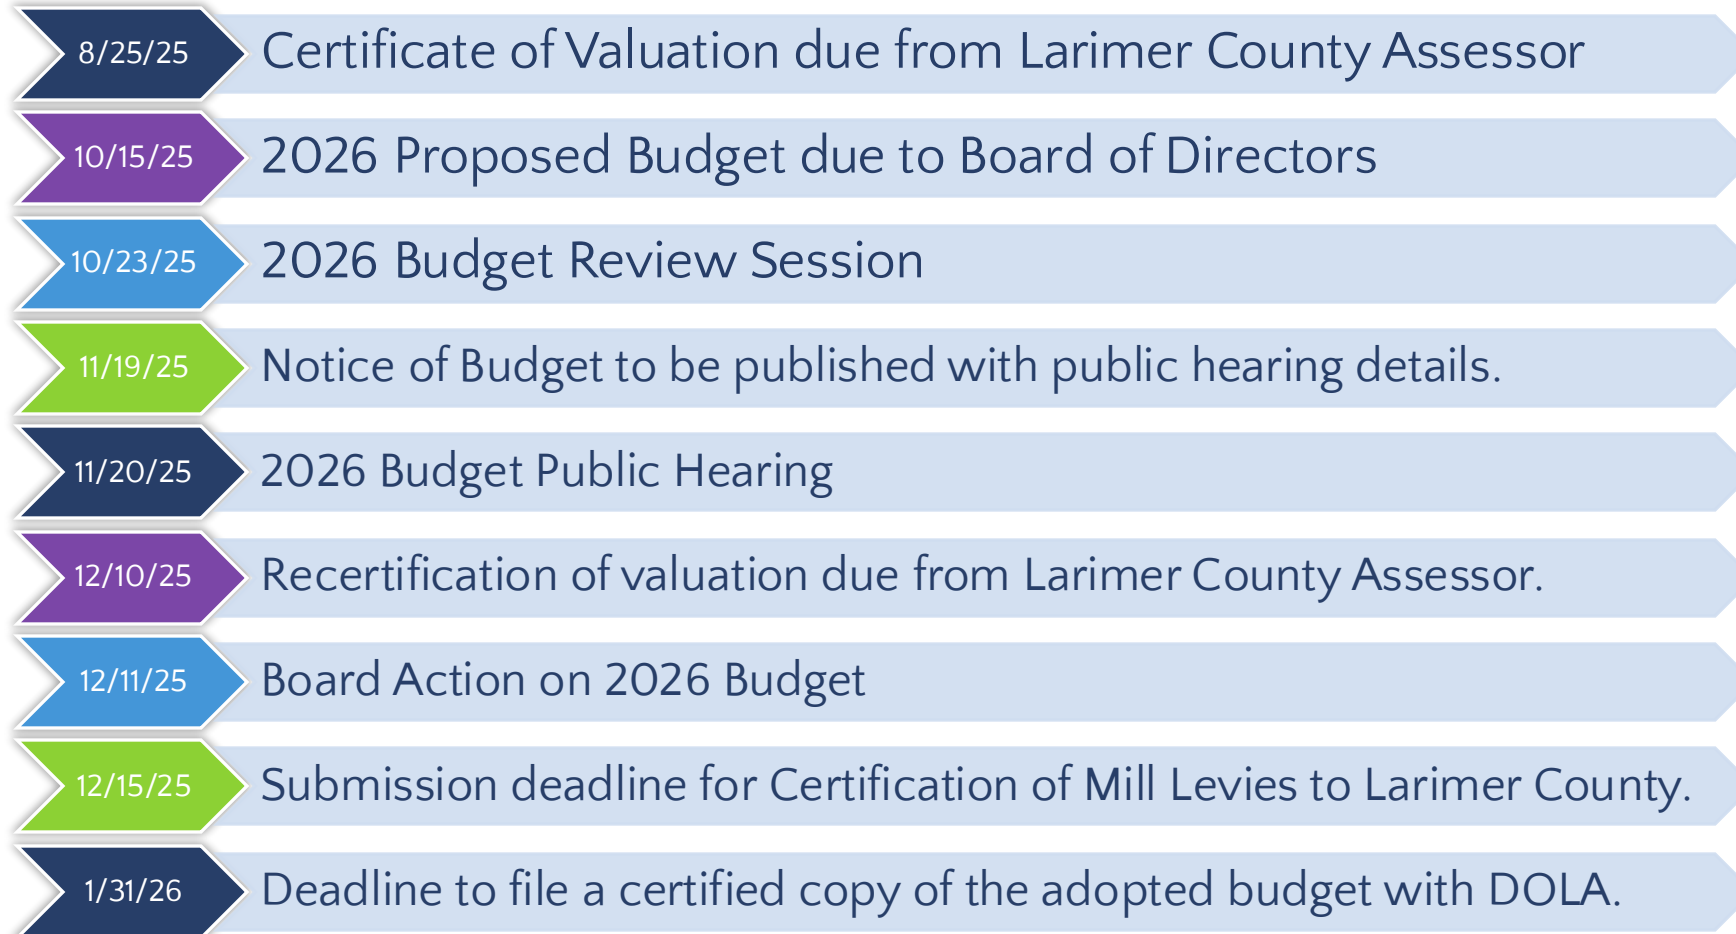 8/25/25 Certificate of Valuation due from Larimer County Assessor
10/15/25 2026 Proposed Budget due to Board of Directors
10/23/25 2026 Budget Review Session
11/19/25 Notice of Budget to be published with public hearing details.
11/20/25 2026 Budget Public Hearing
12/10/25 Recertification of valuation due from Larimer County Assessor.
12/11/25 Board Action on 2026 Budget
12/15/25 Submission deadline for Certification of Mill Levies to Larimer County.
1/31/26 Deadline to file a certified copy of the adopted budget with DOLA.